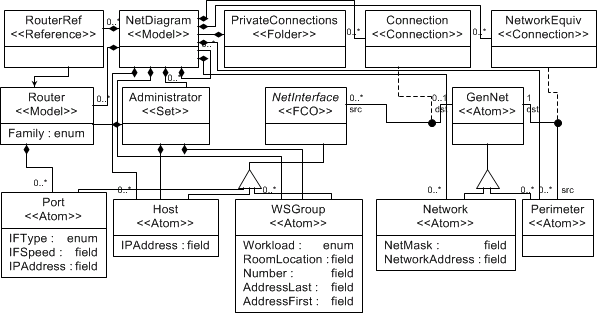 RouterRef
<<Reference>>
0..*
NetDiagram
<<Model>>
PrivateConnections
<<Folder>>
0..*
Connection
<<Connection>>
0..*
NetworkEquiv
<<Connection>>
Router
<<Model>>
Family : enum
0..*
0..*
Administrator
<<Set>>
NetInterface
<<FCO>>
0..*
src
0..1
dst
GenNet
<<Atom>>
1
dst
0..*
0..*
0..*
0..*
0..*
0..*
src
Port
<<Atom>>
IFType : enum
IFSpeed : field
IPAddress : field
Host
<<Atom>>
IPAddress : field
WSGroup
<<Atom>>
Workload : enum
RoomLocation : field
Number : field
AddressLast : field
AddressFirst : field
Network
<<Atom>>
NetMask : field
NetworkAddress : field
Perimeter
<<Atom>>